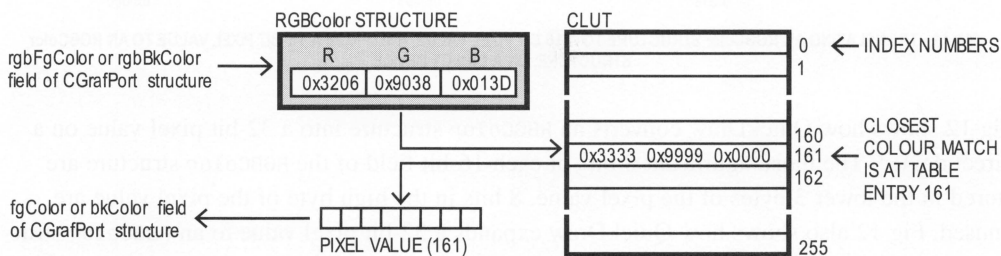 RGBColor STRUCTURE
R G B
0x3206 0x9038 0x013D
rgbFgColor or rgbBkColor
field of CGrafPort structure
CLUT
0
1
INDEX NUMBERS
160
0x3333 0x9999 0x0000
161
162
CLOSEST
COLOUR MATCH
IS AT TABLE
ENTRY 161
fgColor or bkColor field
of CGrafPort structure
PIXEL VALUE (161)
255